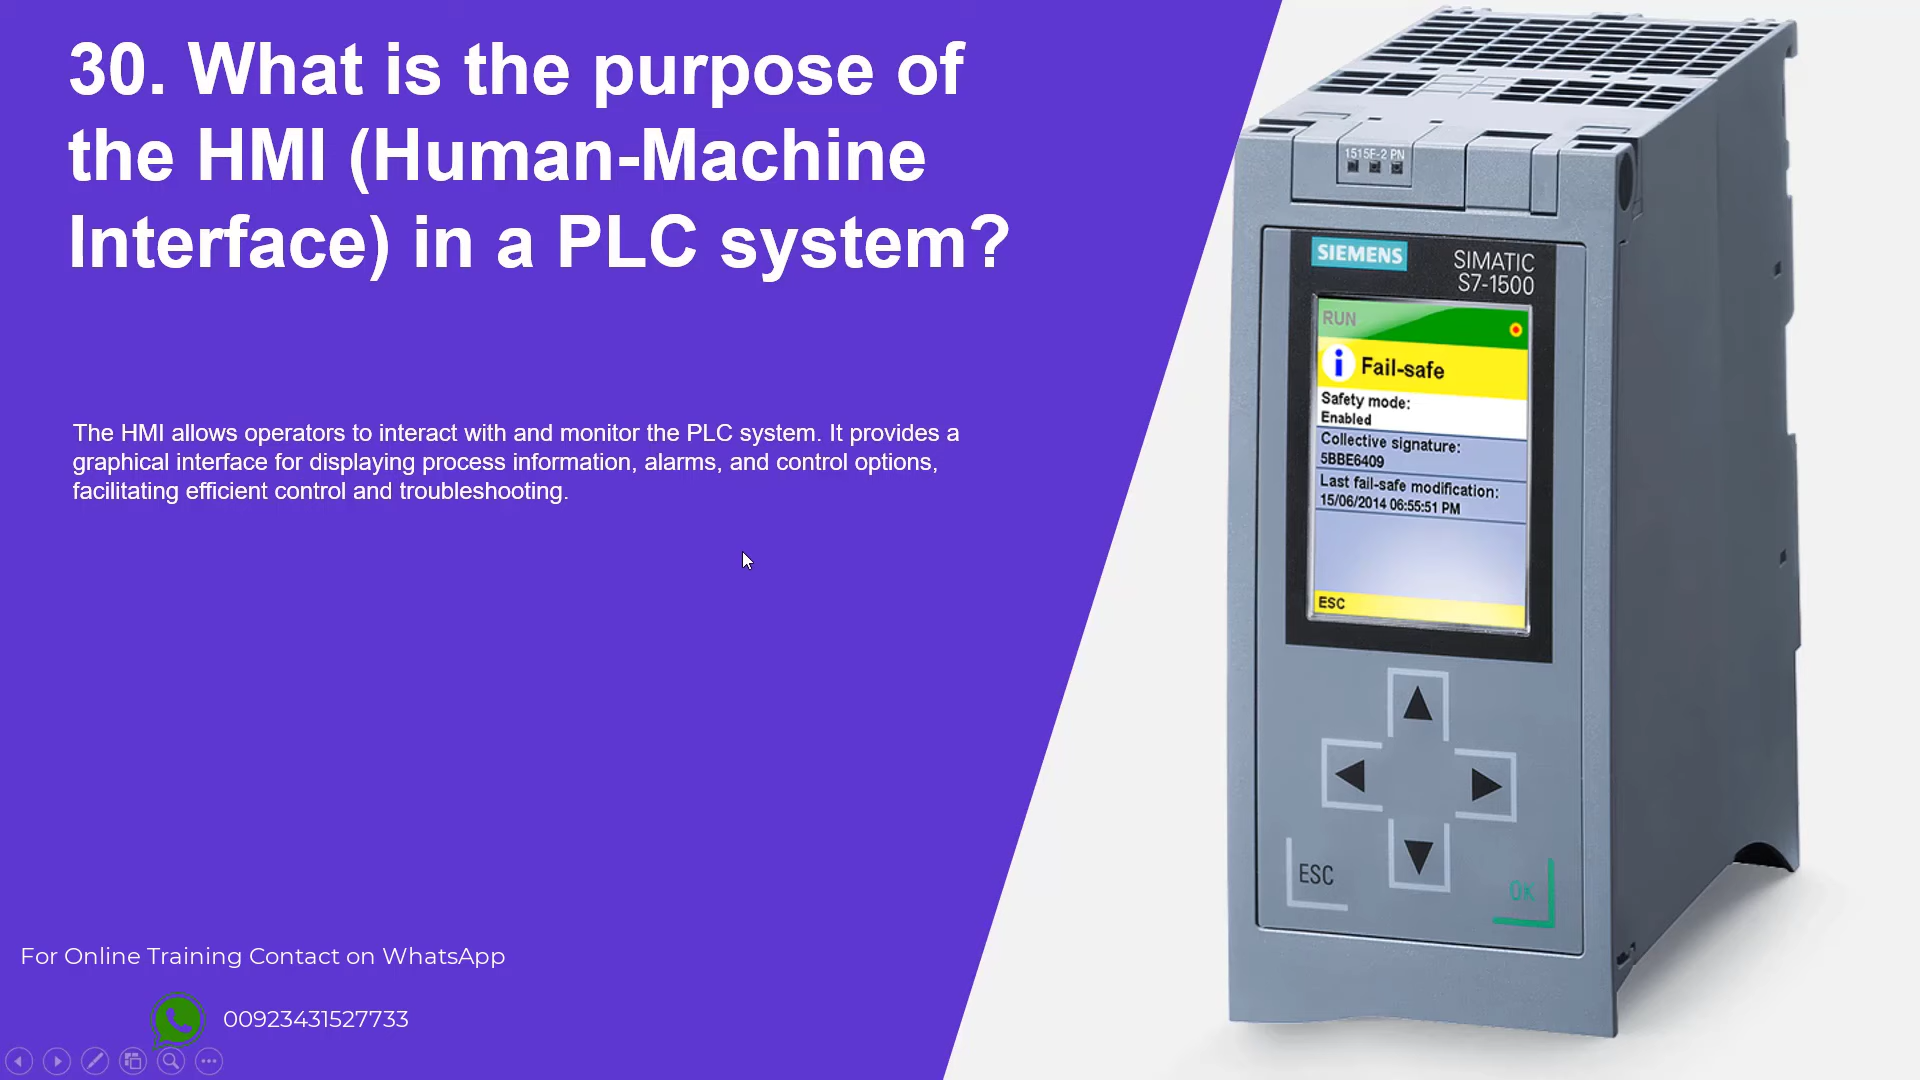 30. What is the purpose of
the HMI (Human-Machine
Interface) in a PLC system?
The HMI allows operators to interact with and monitor the PLC system. It provides a
graphical interface for displaying process information, alarms, and control options,
facilitating efficient control and troubleshooting.
For Online Training Contact on WhatsApp
00923431527733
1515F-2 PN
SIEMENS
SIMATIC
S7-1500
RUN
i Fail-safe
Safety mode:
Enabled
Collective signature:
5BBE6409
Last fail-safe modification:
15/06/2014 06:55:51 PM
ESC
ESC
OK